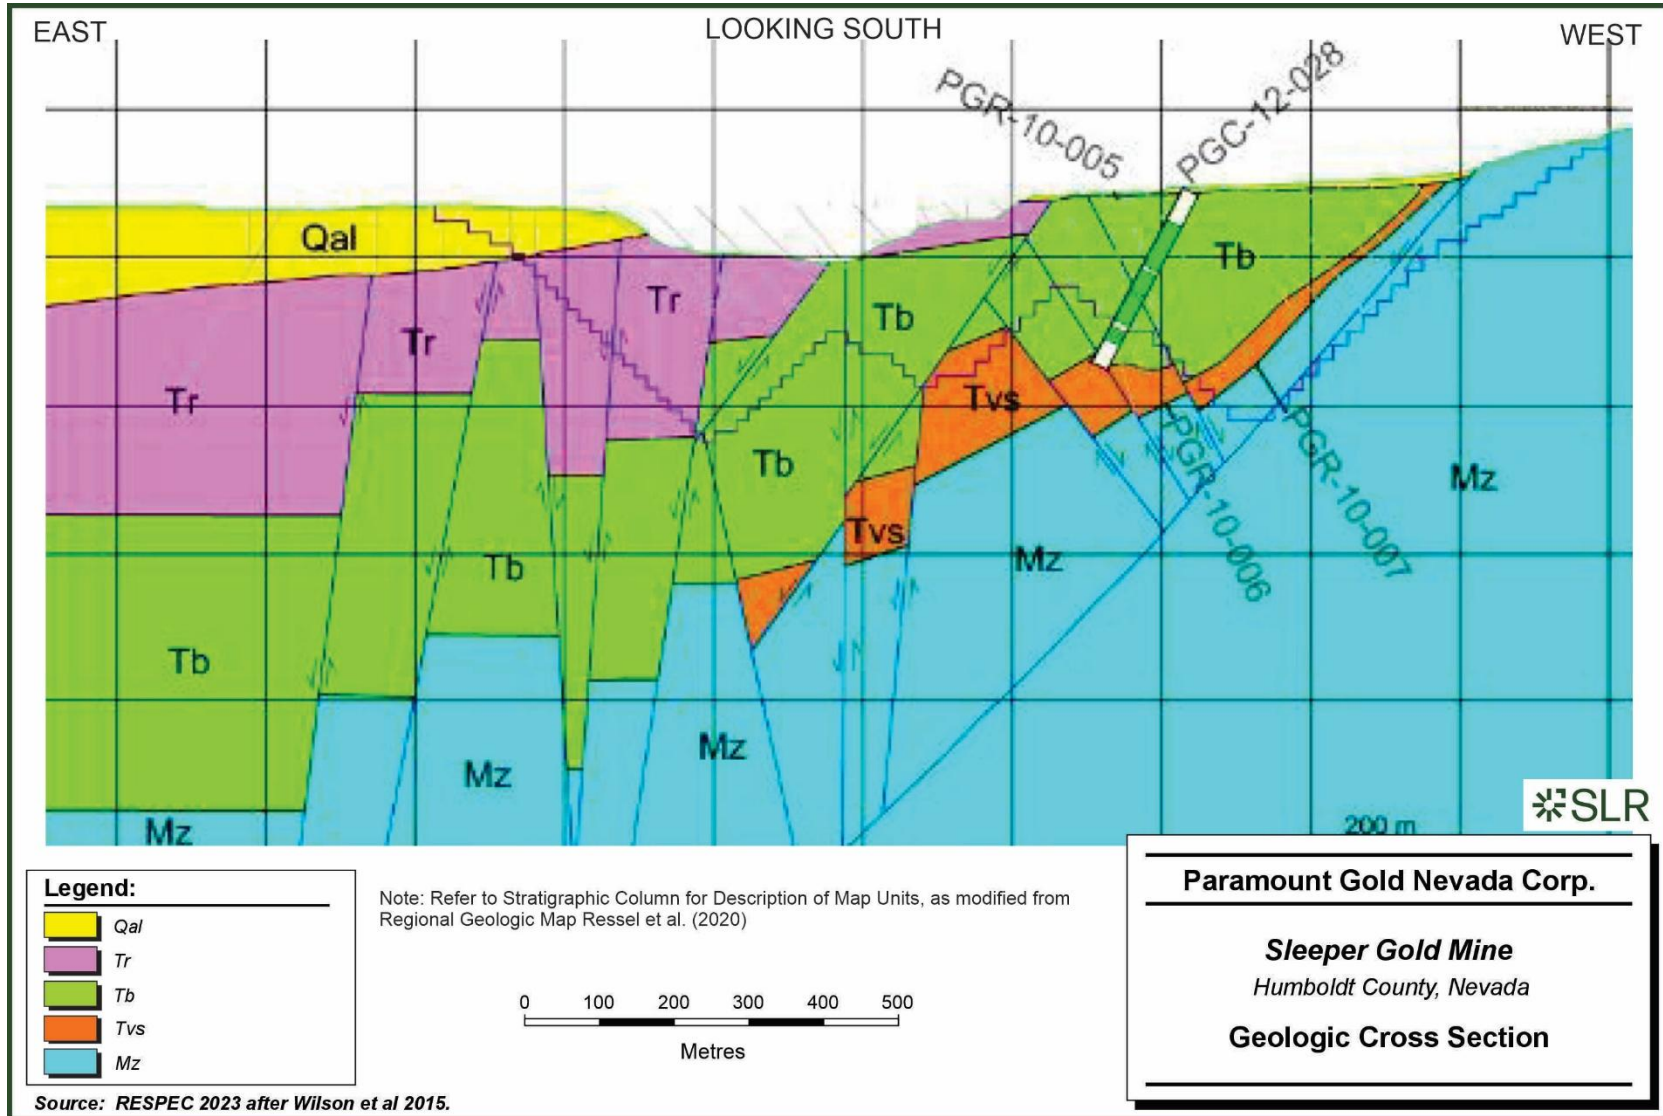 EAST
LOOKING SOUTH
WEST
PGR-10-005
PGC-12-028
Qal
Tb
Tr
Tb
Tr
Tr
Tvs
Tb
Mz
PGR-10-006
PGR-10-007
Tvs
Mz
Tb
Tb
Mz
Mz
Mz
200 m
SLR
Legend:
Qal
Tr
Tb
Tvs
Mz
Note: Refer to Stratigraphic Column for Description of Map Units, as modified from
Regional Geologic Map Ressel et al. (2020)
0 100 200 300 400 500
Metres
Paramount Gold Nevada Corp.
Sleeper Gold Mine
Humboldt County, Nevada
Geologic Cross Section
Source: RESPEC 2023 after Wilson et al 2015.